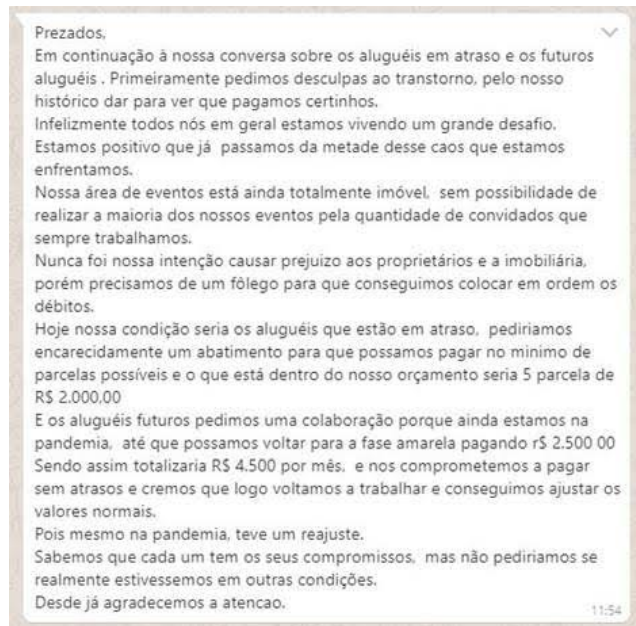 Prezados,
Em continuação à nossa conversa sobre os aluguéis em atraso e os futuros
aluguéis . Primeiramente pedimos desculpas ao transtorno, pelo nosso
histórico dar para ver que pagamos certinhos.
Infelizmente todos nós em geral estamos vivendo um grande desafio.
Estamos positivo que já passamos da metade desse caos que estamos
enfrentamos.
Nossa área de eventos está ainda totalmente imóvel, sem possibilidade de
realizar a maioria dos nossos eventos pela quantidade de convidados que
sempre trabalhamos.
Nunca foi nossa intenção causar prejuizo aos proprietários e a imobiliária,
porém precisamos de um fôlego para que conseguimos colocar em ordem os
débitos.
Hoje nossa condição seria os aluguéis que estão em atraso, pediriamos
encarecidamente um abatimento para que possamos pagar no minimo de
parcelas possíveis e o que está dentro do nosso orçamento seria 5 parcela de
R$ 2.000,00
E os aluguéis futuros pedimos uma colaboração porque ainda estamos na
pandemia, até que possamos voltar para a fase amarela pagando r$ 2.500 00
Sendo assim totalizaria R$ 4.500 por mês, e nos comprometemos a pagar
sem atrasos e cremos que logo voltamos a trabalhar e conseguimos ajustar os
valores normais.
Pois mesmo na pandemia, teve um reajuste.
Sabemos que cada um tem os seus compromissos, mas não pediriamos se
realmente estivessemos em outras condições.
Desde já agradecemos a atencao.
11:54